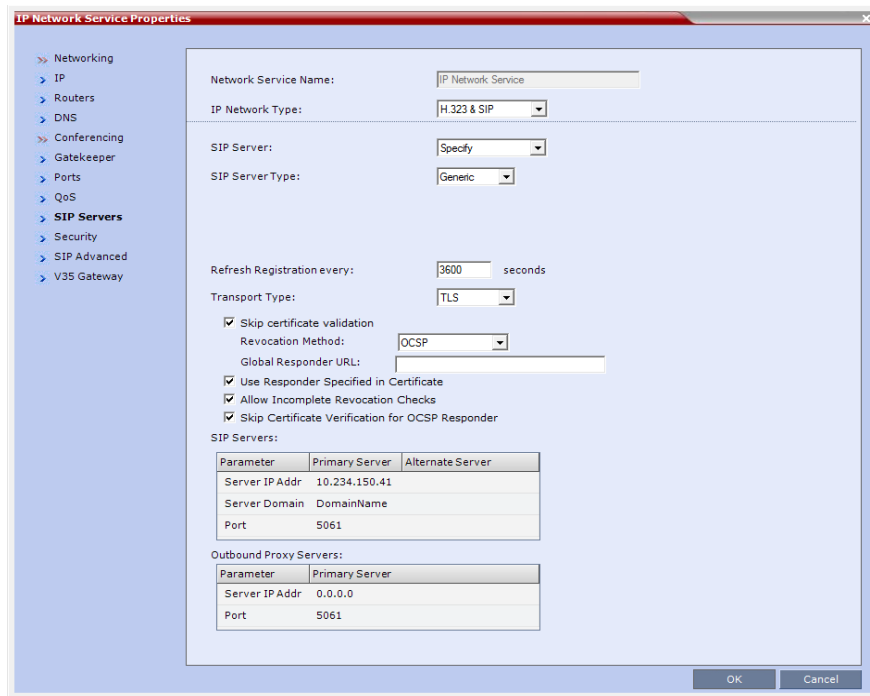 IP Network Service Properties
Networking
IP
Routers
DNS
Conferencing
Gatekeeper
Ports
QoS
SIP Servers
Security
SIP Advanced
V35 Gateway
Network Service Name: IP Network Service
IP Network Type: H.323 & SIP
SIP Server: Specify
SIP Server Type: Generic
Refresh Registration every: 3600 seconds
Transport Type: TLS
Skip certificate validation
Revocation Method: OCSP
Global Responder URL:
Use Responder Specified in Certificate
Allow Incomplete Revocation Checks
Skip Certificate Verification for OCSP Responder
SIP Servers:
Parameter Primary Server Alternate Server
Server IP Addr 10.234.150.41
Server Domain DomainName
Port 5061
Outbound Proxy Servers:
Parameter Primary Server
Server IP Addr 0.0.0.0
Port 5061
OK Cancel